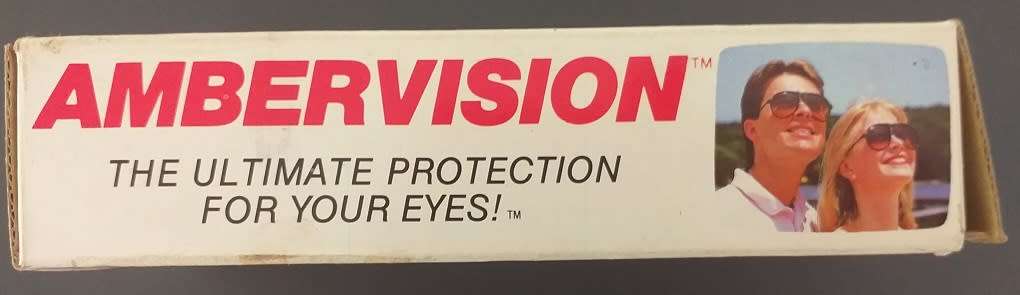 AMBERVISION™
THE ULTIMATE PROTECTION
FOR YOUR EYES!™